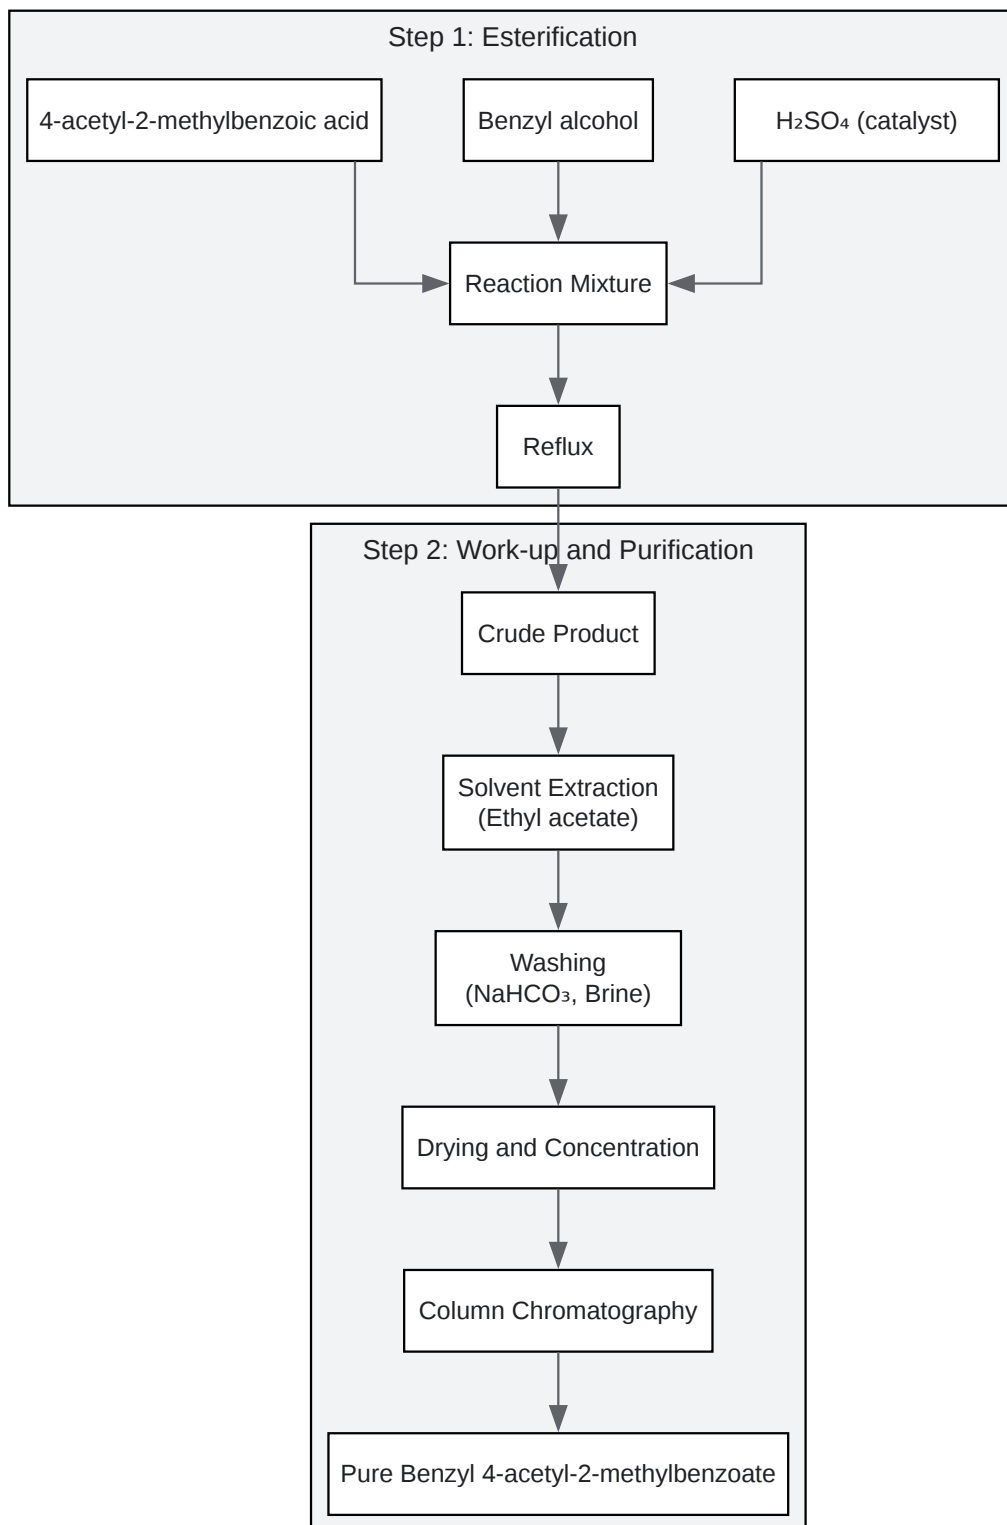 Step 1: Esterification
4-acetyl-2-methylbenzoic acid
Benzyl alcohol
H₂SO₄ (catalyst)
Reaction Mixture
Reflux
Step 2: Work-up and Purification
Crude Product
Solvent Extraction
(Ethyl acetate)
Washing
(NaHCO₃, Brine)
Drying and Concentration
Column Chromatography
Pure Benzyl 4-acetyl-2-methylbenzoate